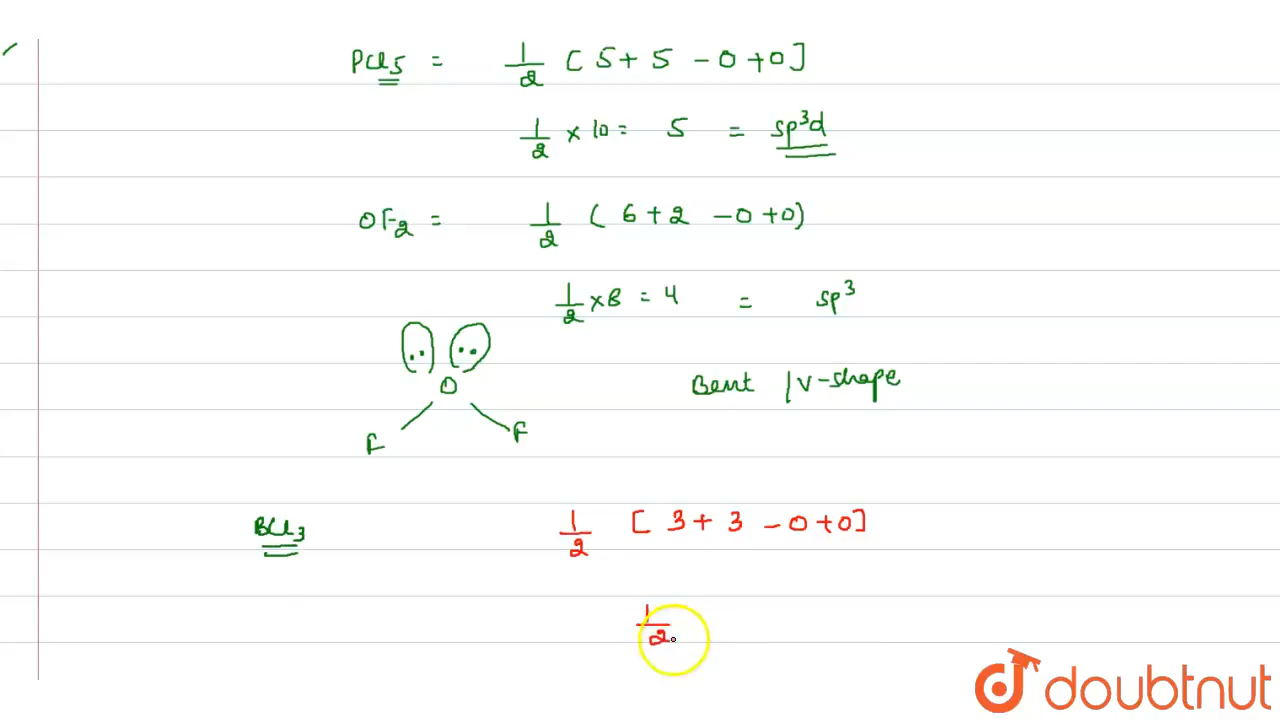 PCl₅ = 1/2 [ 5 + 5 - 0 + 0 ]
1/2 × 10 = 5 = sp³d
OF₂ = 1/2 ( 6 + 2 - 0 + 0 )
1/2 × 8 = 4 = sp³
O
Bent / V-shape
F F
BCl₃ 1/2 [ 3 + 3 - 0 + 0 ]
1/2
doubtnut